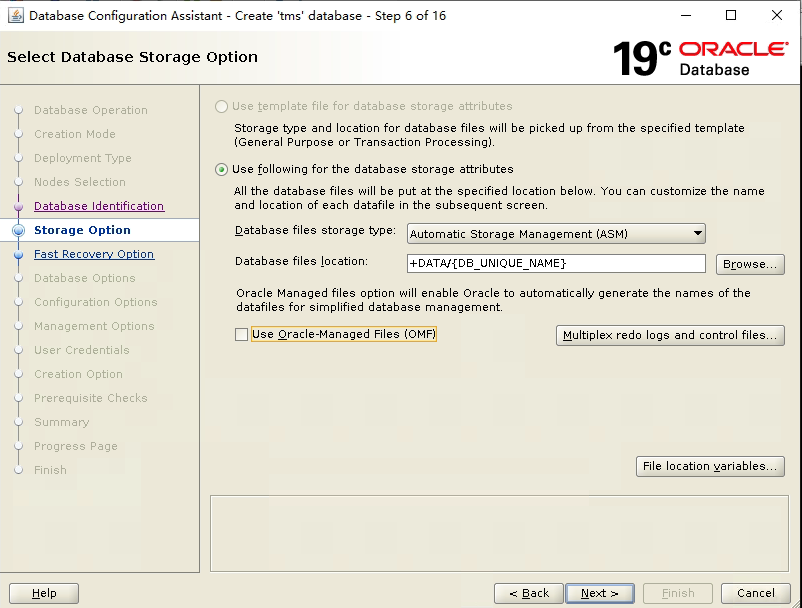 Database Configuration Assistant - Create 'tms' database - Step 6 of 16
Select Database Storage Option
19c ORACLE
Database
Database Operation
Creation Mode
Deployment Type
Nodes Selection
Database Identification
Storage Option
Fast Recovery Option
Database Options
Configuration Options
Management Options
User Credentials
Creation Option
Prerequisite Checks
Summary
Progress Page
Finish
Use template file for database storage attributes
Storage type and location for database files will be picked up from the specified template
(General Purpose or Transaction Processing).
Use following for the database storage attributes
All the database files will be put at the specified location below. You can customize the name
and location of each datafile in the subsequent screen.
Database files storage type: Automatic Storage Management (ASM)
Database files location: +DATA/{DB_UNIQUE_NAME} Browse...
Oracle Managed files option will enable Oracle to automatically generate the names of the
datafiles for simplified database management.
Use Oracle-Managed Files (OMF) Multiplex redo logs and control files...
File location variables...
Help < Back Next > Finish Cancel